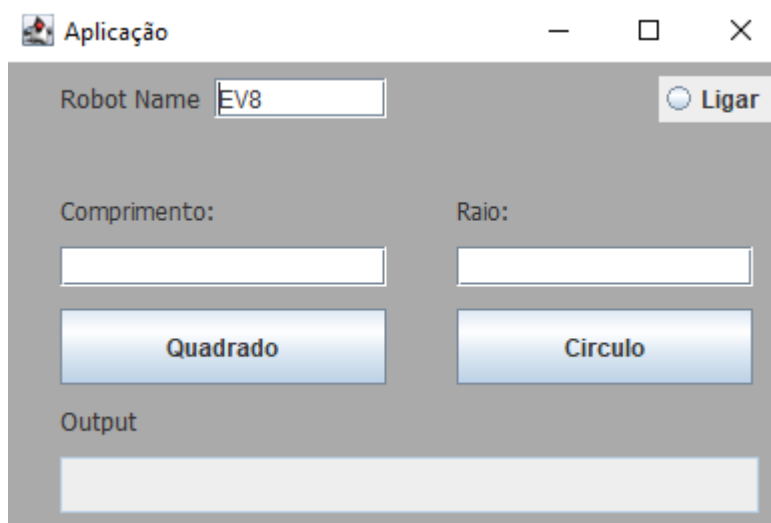 Aplicação
Robot Name EV8 Ligar
Comprimento: Raio:
Quadrado Circulo
Output